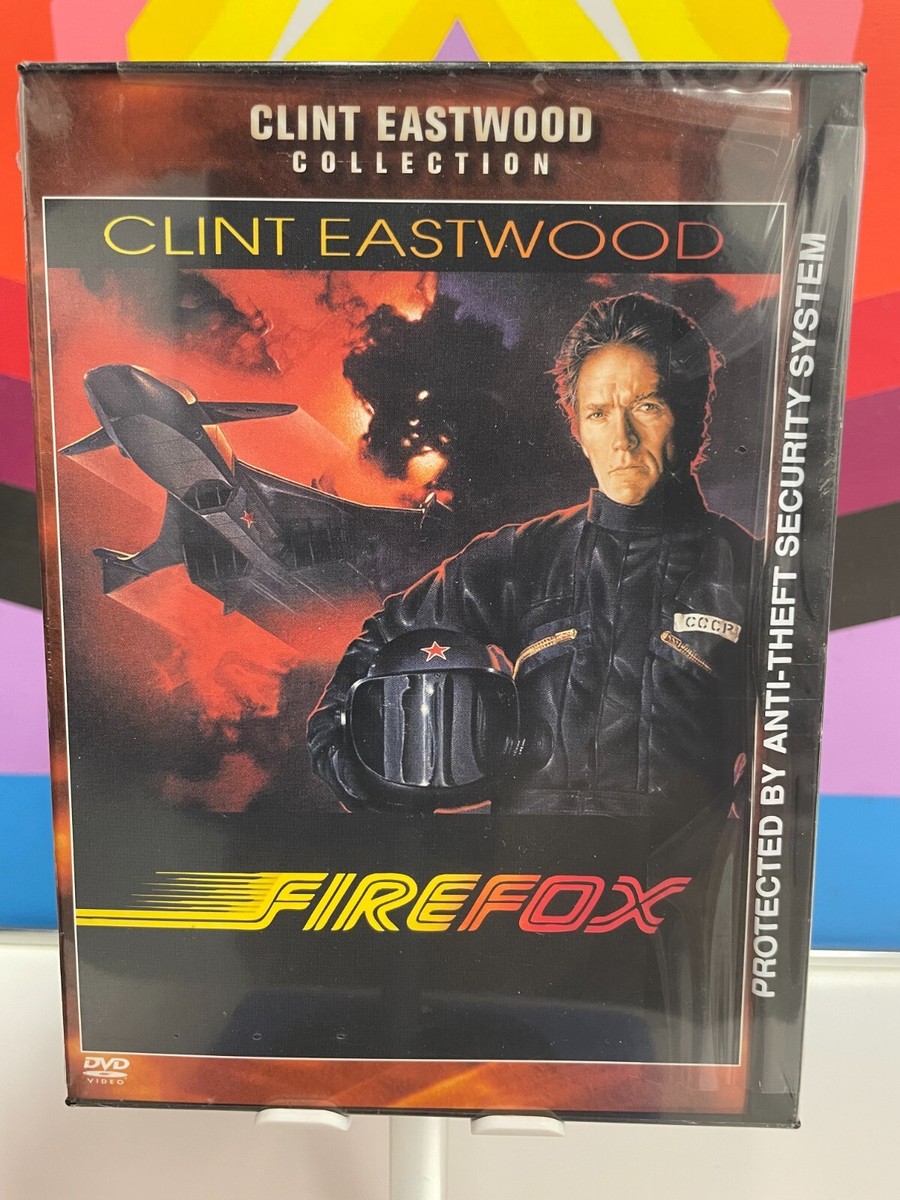 CLINT EASTWOOD
COLLECTION
CLINT EASTWOOD
CCCP
FIREFOX
DVD
VIDEO
PROTECTED BY ANTI-THEFT SECURITY SYSTEM